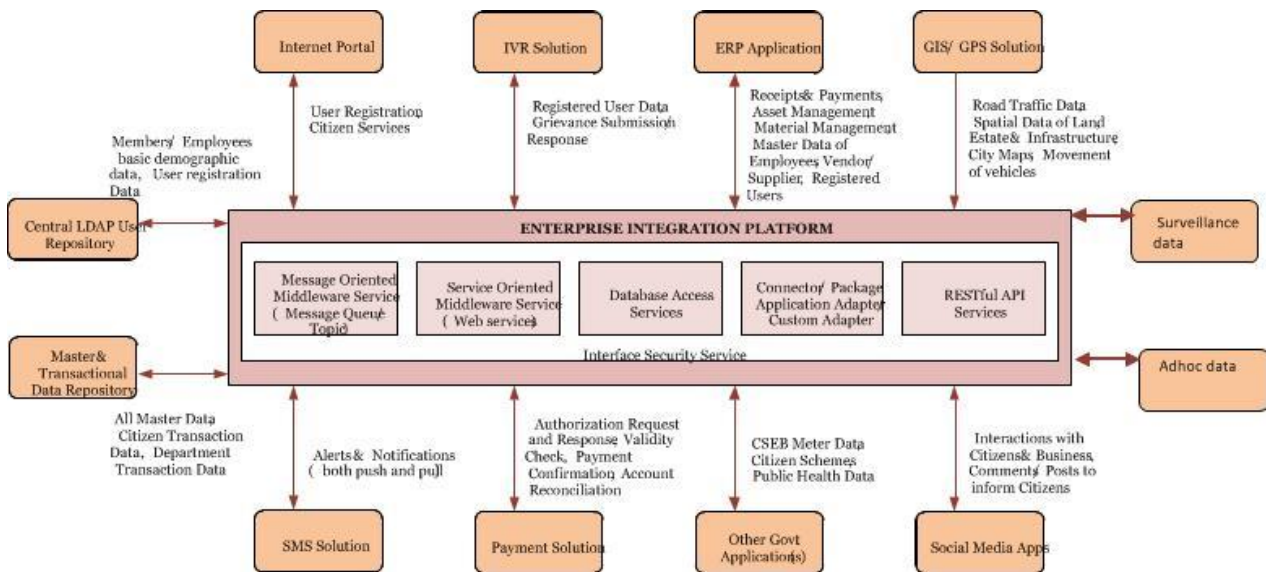 Internet Portal
IVR Solution
ERP Application
GIS/ GPS Solution
User Registration,
Citizen Services
Registered User Data,
Grievance Submission,
Response
Receipts& Payments,
Asset Management,
Material Management,
Master Data of
Employees, Vendor/
Supplier, Registered
Users
Road Traffic Data,
Spatial Data of Land,
Estate& Infrastructure,
City Maps, Movement
of vehicles
Members/ Employees
basic demographic
data, User registration
Data
Central LDAP User
Repository
ENTERPRISE INTEGRATION PLATFORM
Surveillance
data
Message Oriented
Middleware Service
( Message Queue/
Topic)
Service Oriented
Middleware Service
( Web services)
Database Access
Services
Connector/ Package
Application Adapter/
Custom Adapter
RESTful API
Services
Interface Security Service
Master&
Transactional
Data Repository
Adhoc data
All Master Data,
Citizen Transaction
Data, Department
Transaction Data
Alerts& Notifications
( both push and pull)
Authorization Request
and Response, Validity
Check, Payment
Confirmation, Account
Reconciliation
CSEB Meter Data,
Citizen Schemes,
Public Health Data
Interactions with
Citizens& Business,
Comments/ Posts to
inform Citizens
SMS Solution
Payment Solution
Other Govt
Application(s)
Social Media Apps